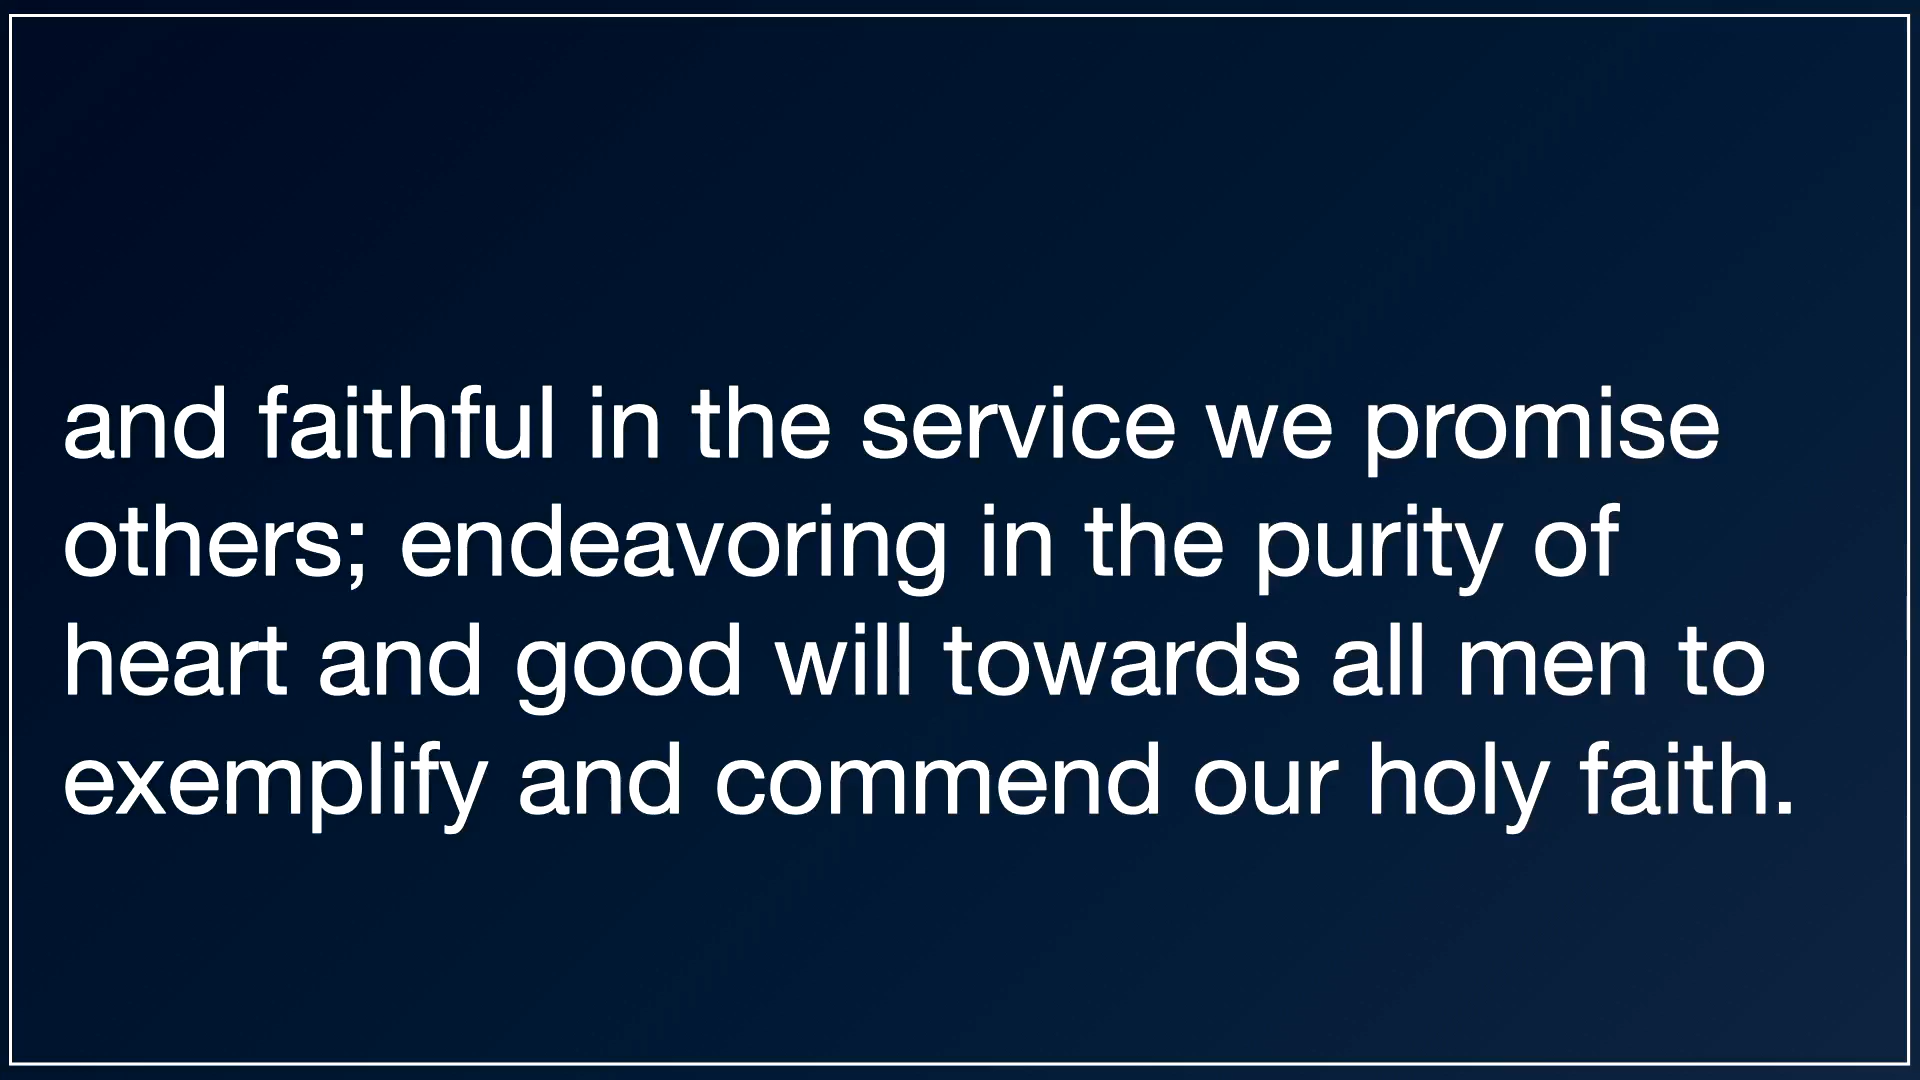 and faithful in the service we promise
others; endeavoring in the purity of
heart and good will towards all men to
exemplify and commend our holy faith.